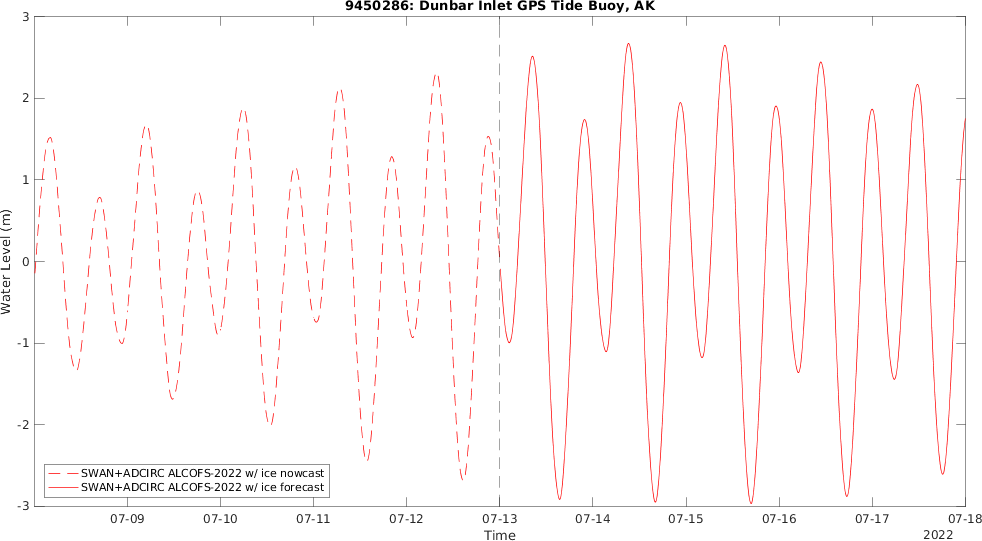 9450286: Dunbar Inlet GPS Tide Buoy, AK
3
2
1
0
-1
-2
-3
Water Level (m)
SWAN+ADCIRC ALCOFS-2022 w/ ice nowcast
SWAN+ADCIRC ALCOFS-2022 w/ ice forecast
07-09 07-10 07-11 07-12 07-13 07-14 07-15 07-16 07-17 07-18
Time
2022